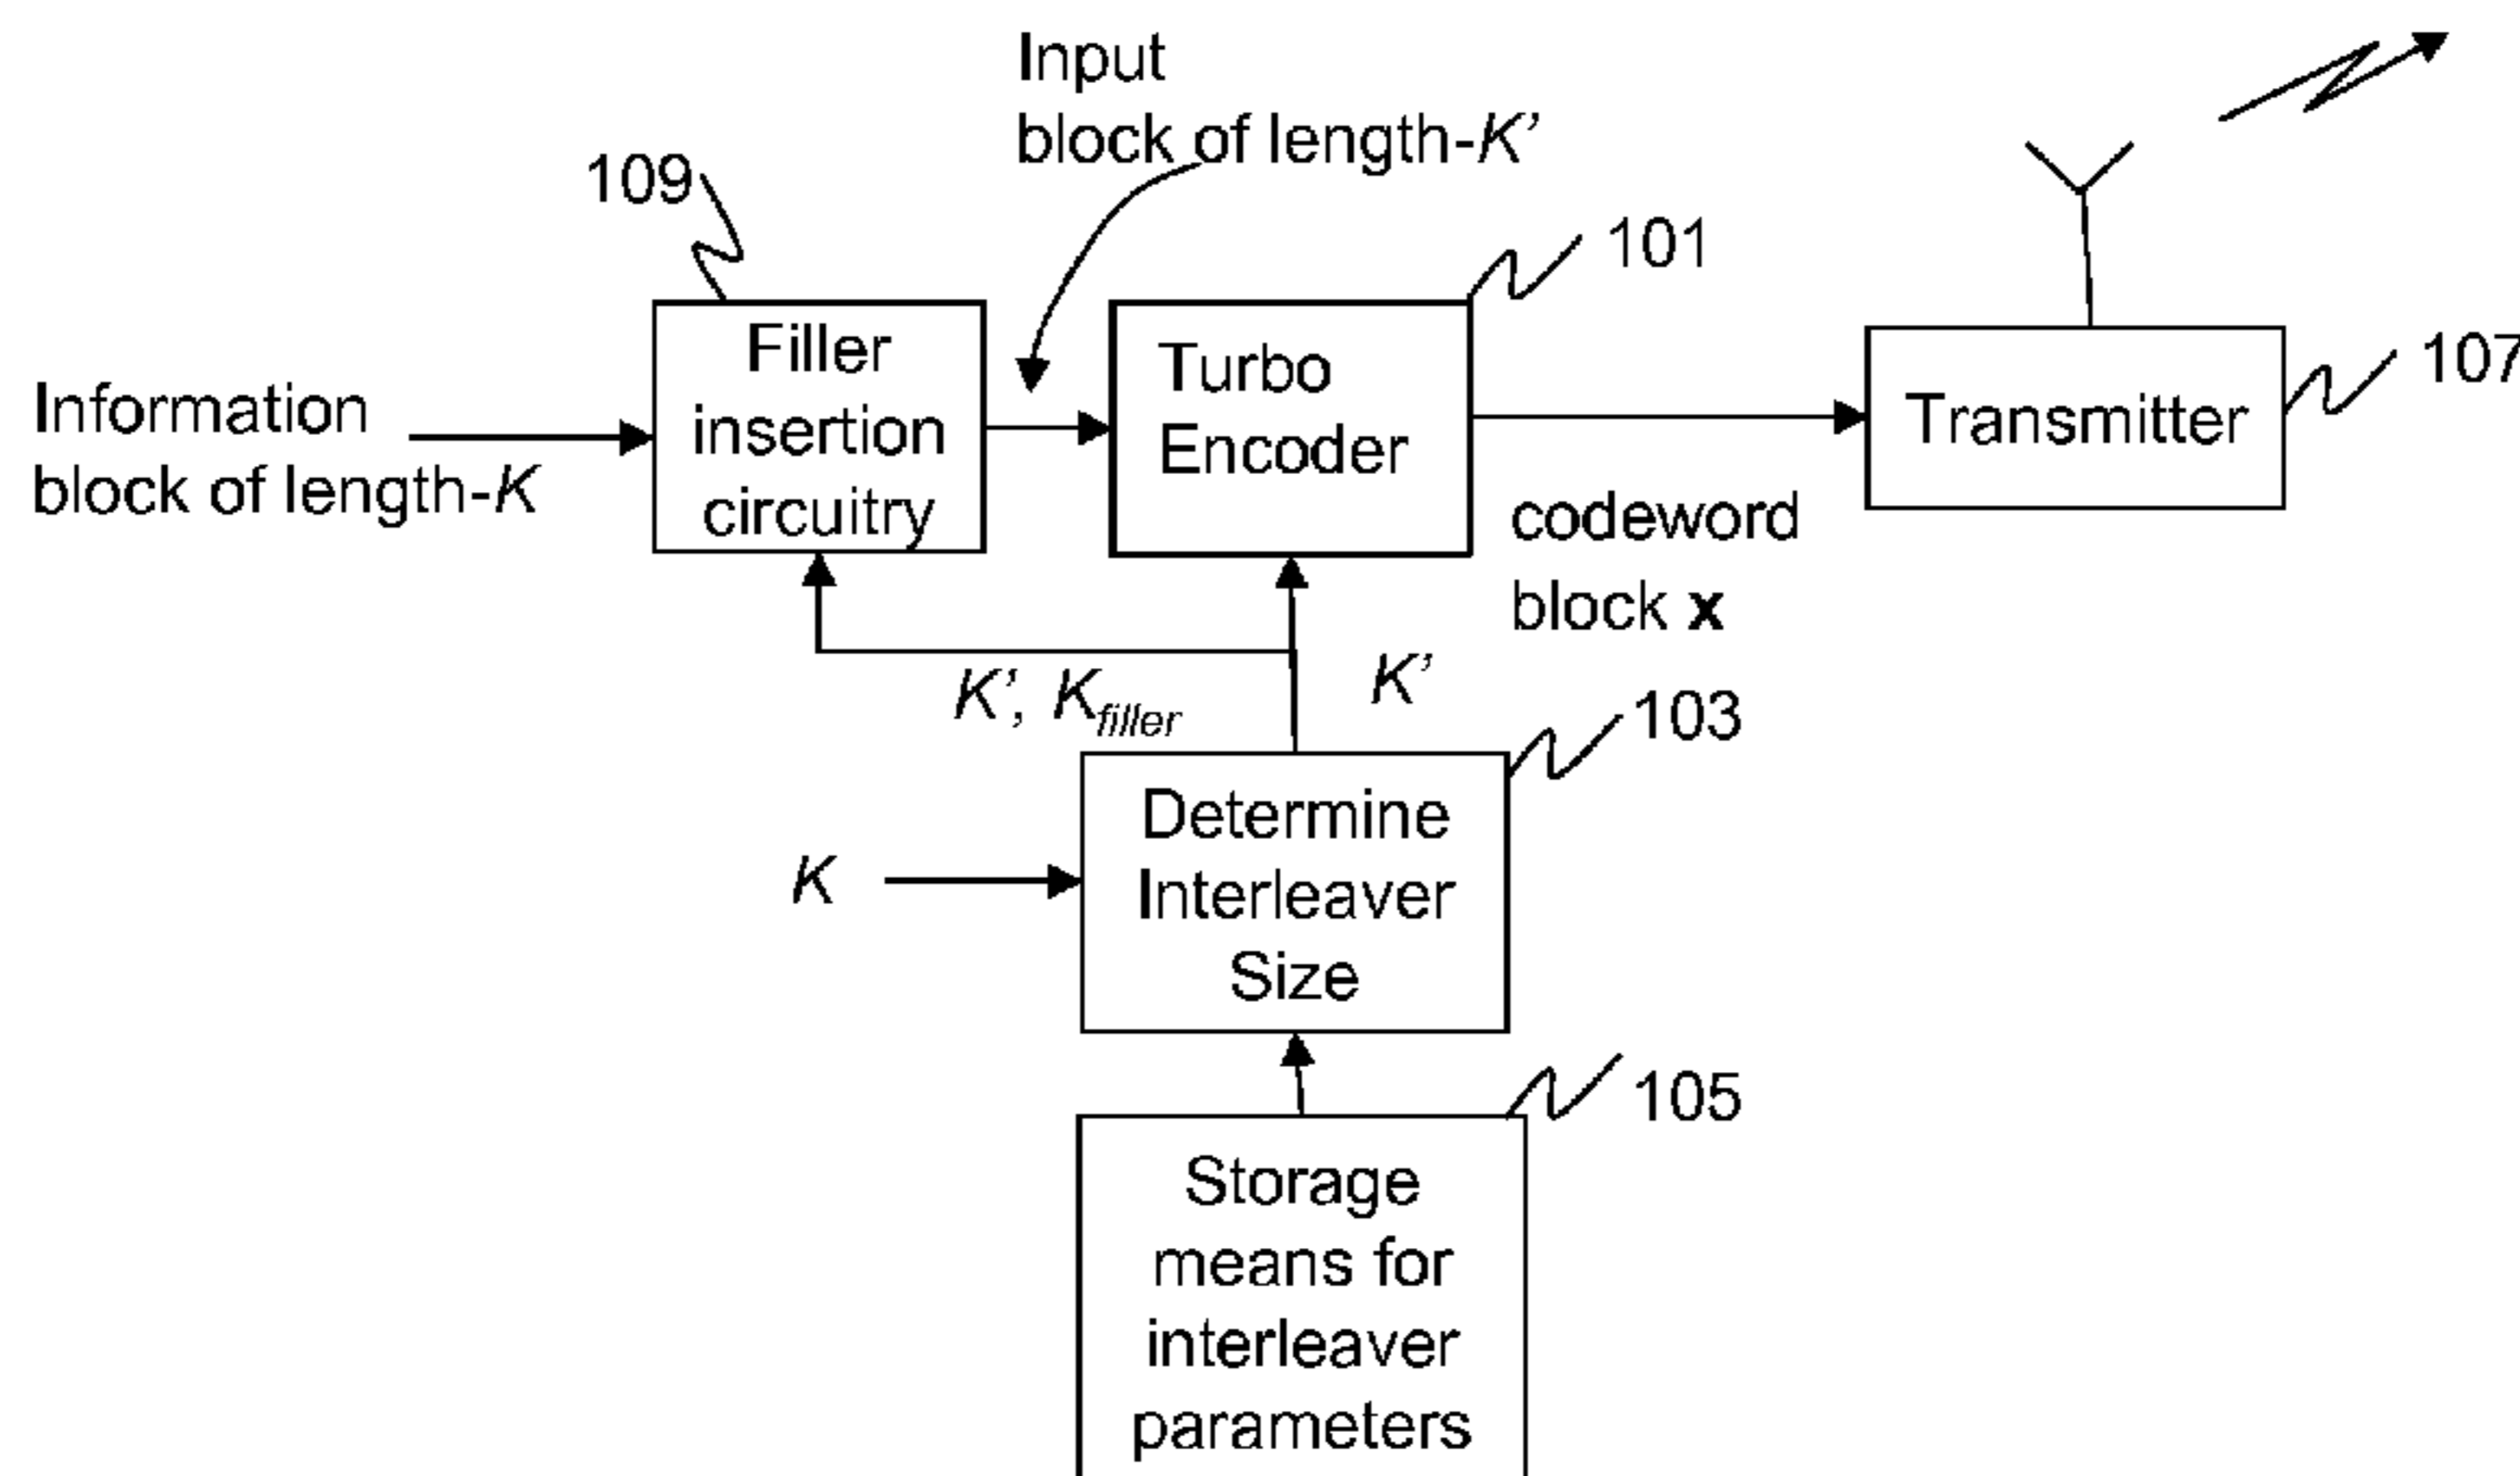 Input
block of length-K'
109
101
Filler
insertion
circuitry
Turbo
Encoder
Transmitter
107
Information
block of length-K
codeword
block x
K', Kfiller
K'
103
Determine
Interleaver
Size
K
105
Storage
means for
interleaver
parameters